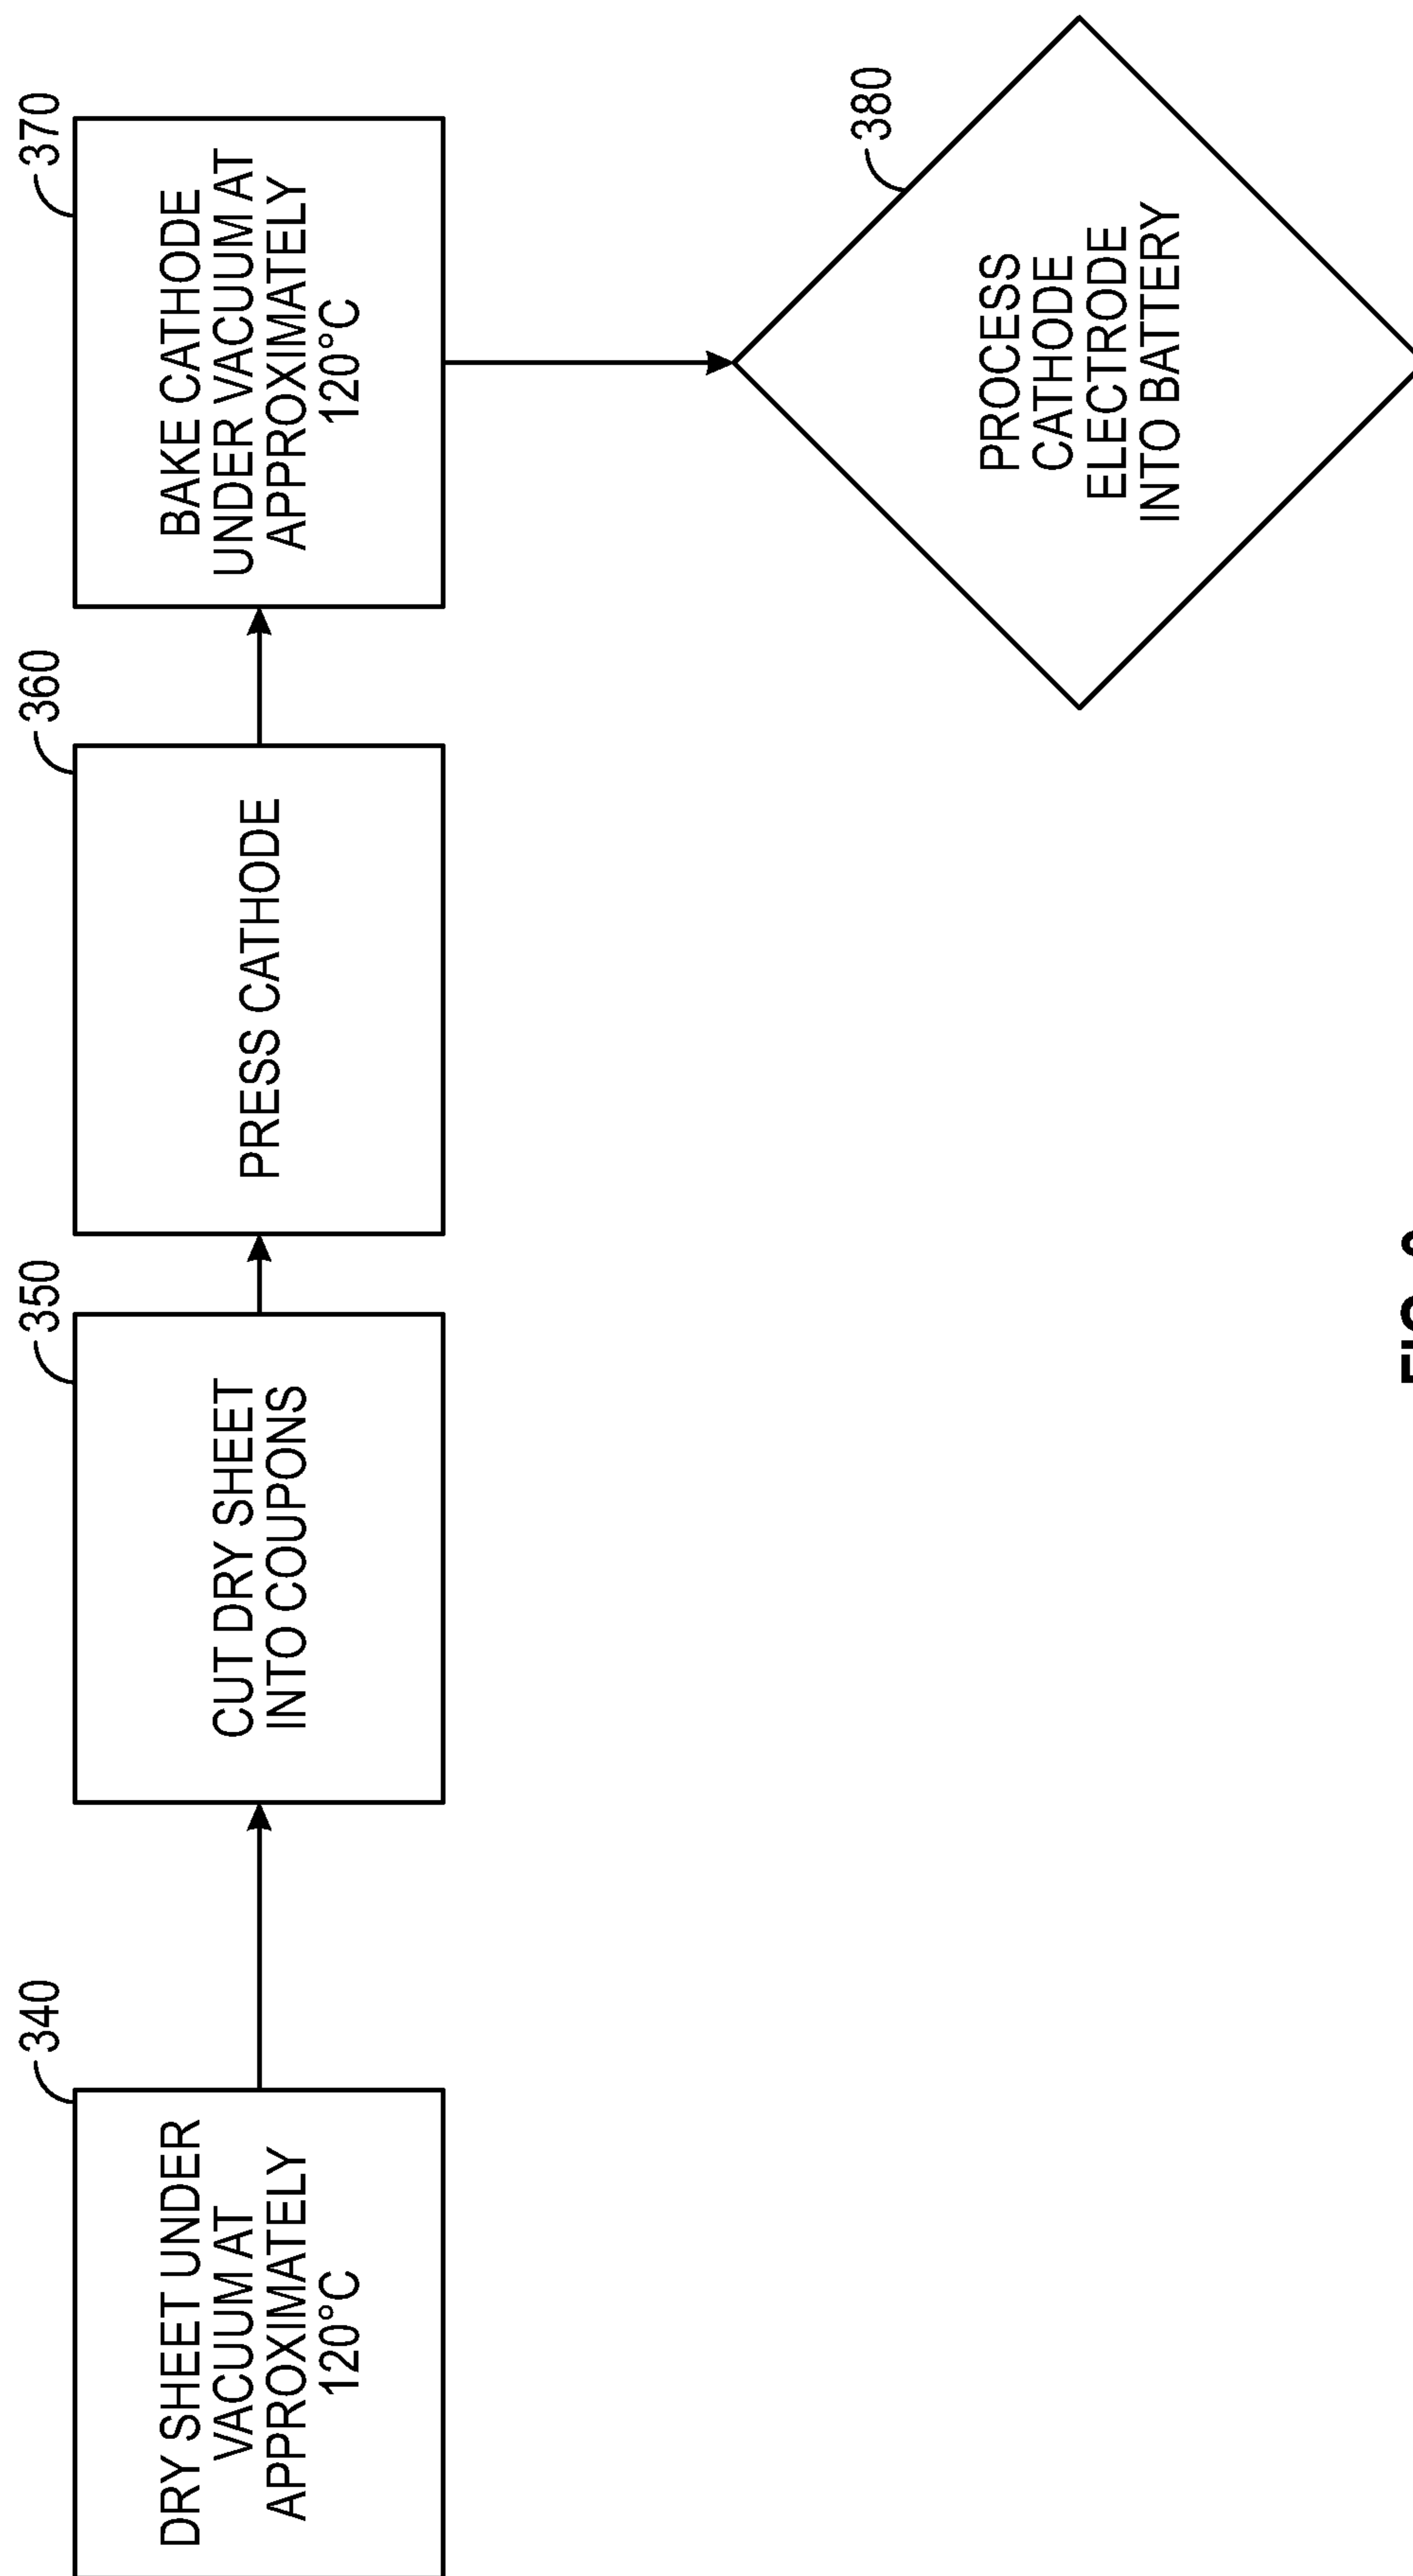 340
DRY SHEET UNDER
VACUUM AT
APPROXIMATELY
120°C
350
CUT DRY SHEET
INTO COUPONS
360
PRESS CATHODE
370
BAKE CATHODE
UNDER VACUUM AT
APPROXIMATELY
120°C
380
PROCESS
CATHODE
ELECTRODE
INTO BATTERY
FIG.